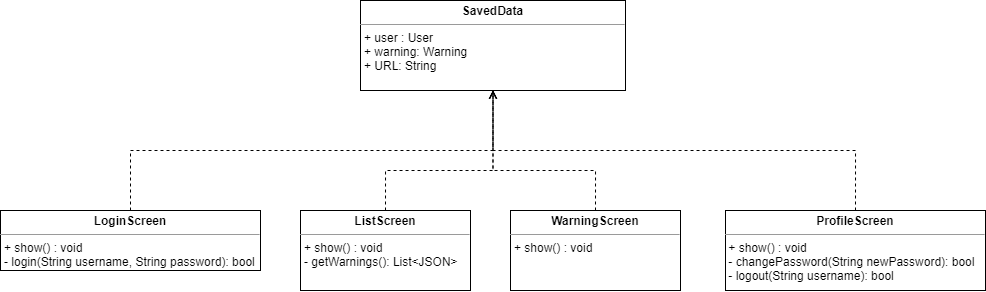 SavedData
+ user : User
+ warning: Warning
+ URL: String
LoginScreen
+ show() : void
- login(String username, String password): bool
ListScreen
+ show() : void
- getWarnings(): List<JSON>
WarningScreen
+ show() : void
ProfileScreen
+ show() : void
- changePassword(String newPassword): bool
- logout(String username): bool